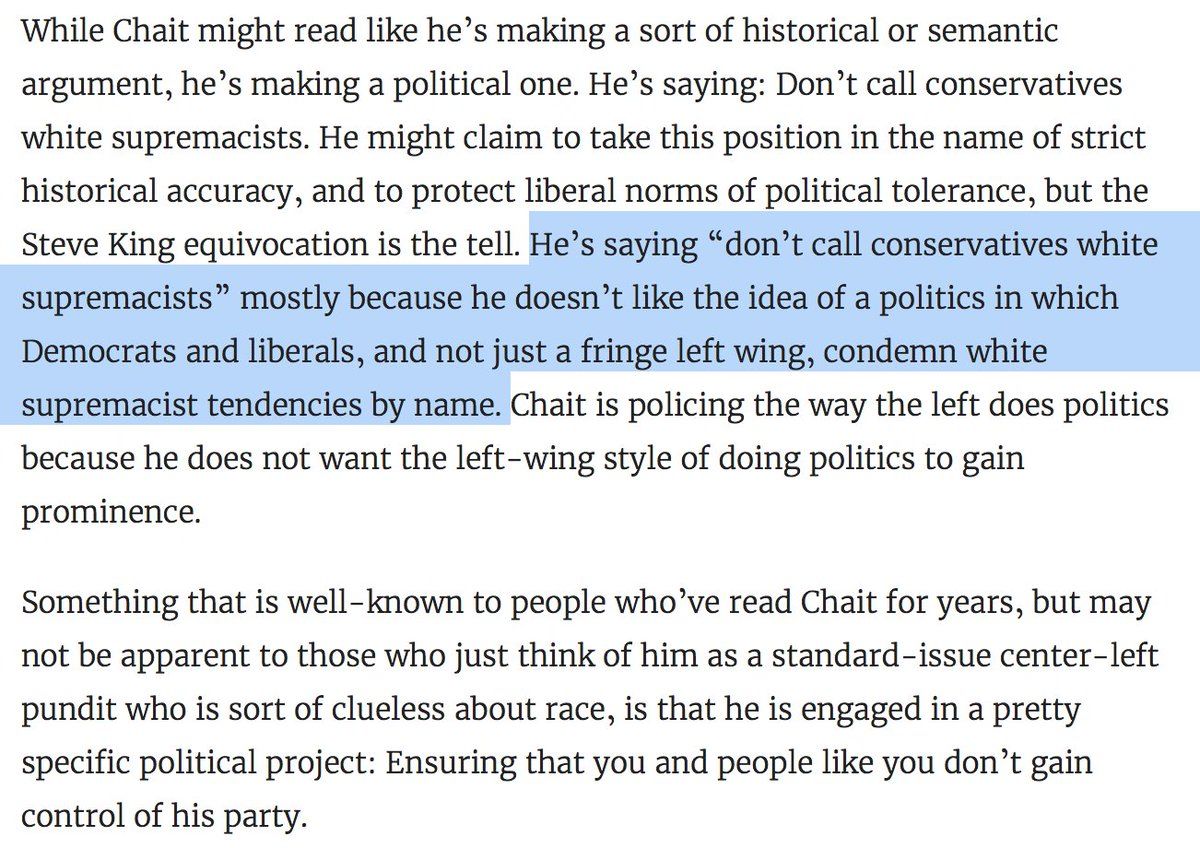 While Chait might read like he’s making a sort of historical or semantic
argument, he’s making a political one. He’s saying: Don’t call conservatives
white supremacists. He might claim to take this position in the name of strict
historical accuracy, and to protect liberal norms of political tolerance, but the
Steve King equivocation is the tell. He’s saying “don’t call conservatives white
supremacists” mostly because he doesn’t like the idea of a politics in which
Democrats and liberals, and not just a fringe left wing, condemn white
supremacist tendencies by name. Chait is policing the way the left does politics
because he does not want the left-wing style of doing politics to gain
prominence.
Something that is well-known to people who’ve read Chait for years, but may
not be apparent to those who just think of him as a standard-issue center-left
pundit who is sort of clueless about race, is that he is engaged in a pretty
specific political project: Ensuring that you and people like you don’t gain
control of his party.